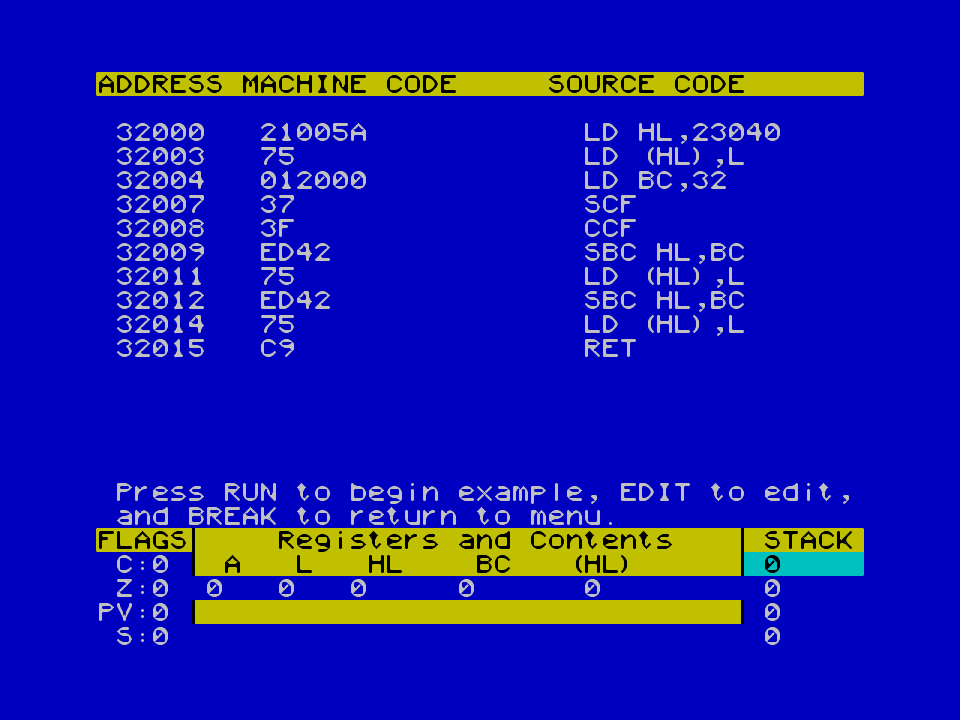 ADDRESS MACHINE CODE     SOURCE CODE
32000   21005A            LD HL,23040
32003   75                LD (HL),L
32004   012000            LD BC,32
32007   37                SCF
32008   3F                CCF
32009   ED42              SBC HL,BC
32011   75                LD (HL),L
32012   ED42              SBC HL,BC
32014   75                LD (HL),L
32015   C9                RET
Press RUN to begin example, EDIT to edit,
and BREAK to return to menu.
FLAGS     Registers and Contents     STACK
C:0   A   L   HL    BC   (HL)       0
Z:0  0   0   0     0      0         0
PV:0                                 0
S:0                                 0